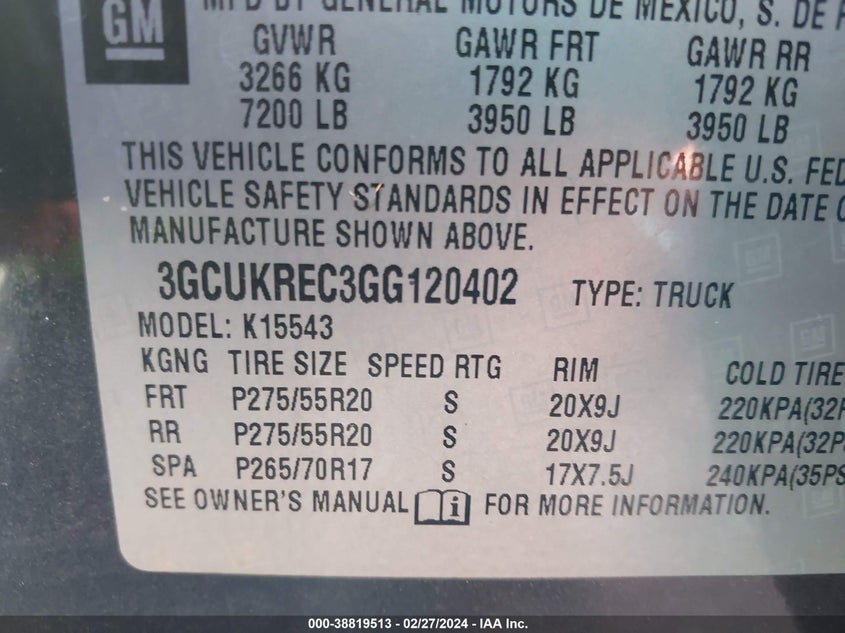 GM
MFD BY GENERAL MOTORS DE MEXICO, S. DE
GVWR GAWR FRT GAWR RR
3266 KG 1792 KG 1792 KG
7200 LB 3950 LB 3950 LB
THIS VEHICLE CONFORMS TO ALL APPLICABLE U.S. FED
VEHICLE SAFETY STANDARDS IN EFFECT ON THE DATE O
MANUFACTURE SHOWN ABOVE.
3GCUKREC3GG120402 TYPE: TRUCK
MODEL: K15543
KGNG TIRE SIZE SPEED RTG RIM COLD TIRE
FRT P275/55R20 S 20X9J 220KPA(32P
RR P275/55R20 S 20X9J 220KPA(32PS
SPA P265/70R17 S 17X7.5J 240KPA(35PS
SEE OWNER'S MANUAL FOR MORE INFORMATION.
000-38819513 - 02/27/2024 - IAA Inc.